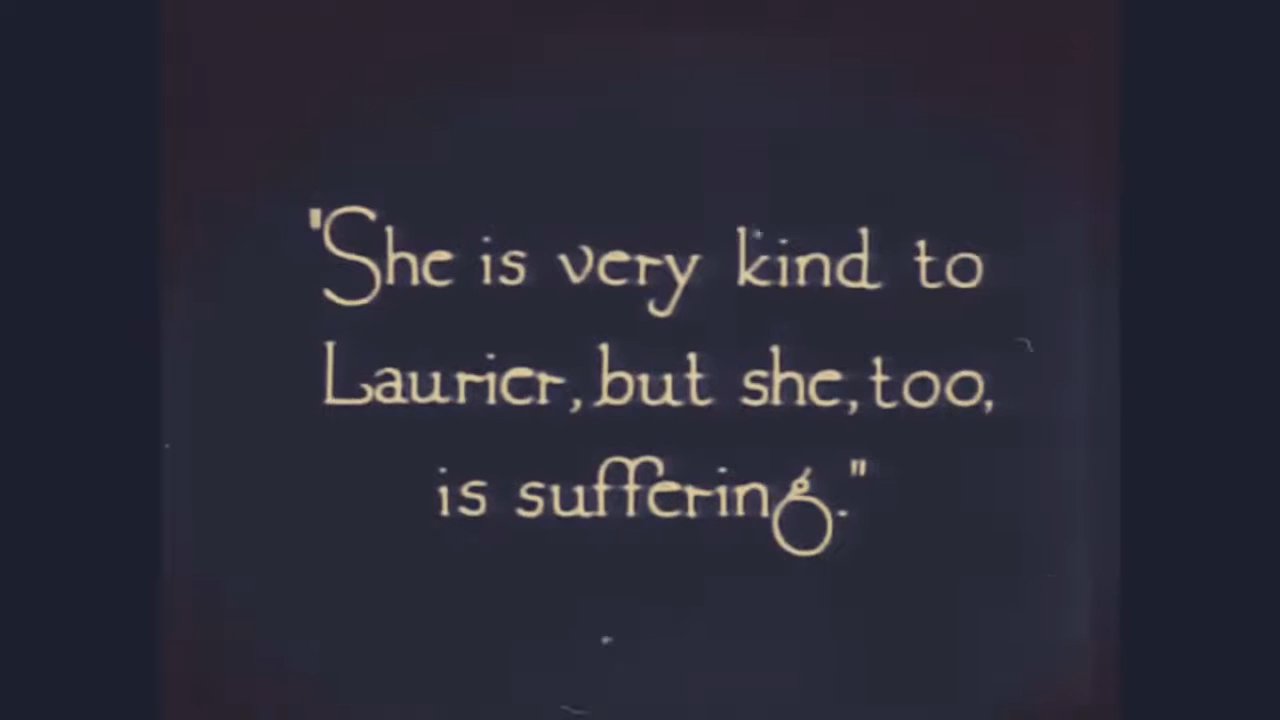 "She is very kind to
Laurier, but she, too,
is suffering."